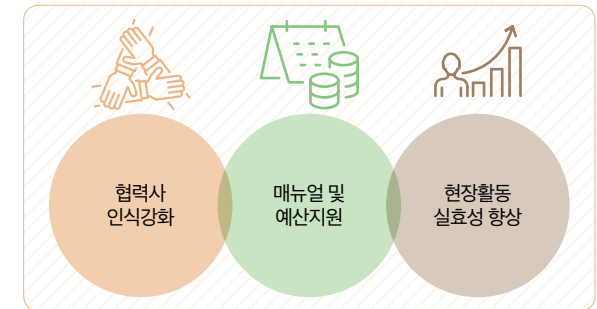 협력사
인식강화
매뉴얼 및
예산지원
현장활동
실효성 향상